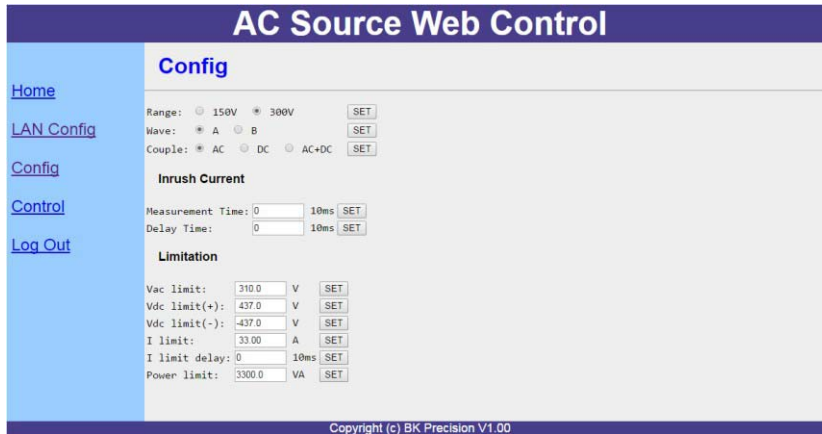 AC Source Web Control
Home
LAN Config
Config
Control
Log Out
Config
Range: 150V 300V SET
Wave: A B SET
Couple: AC DC AC+DC SET
Inrush Current
Measurement Time: 0 10ms SET
Delay Time: 0 10ms SET
Limitation
Vac limit: 310.0 V SET
Vdc limit(+): 437.0 V SET
Vdc limit(-): -437.0 V SET
I limit: 33.00 A SET
I limit delay: 0 10ms SET
Power limit: 3300.0 VA SET
Copyright (c) BK Precision V1.00